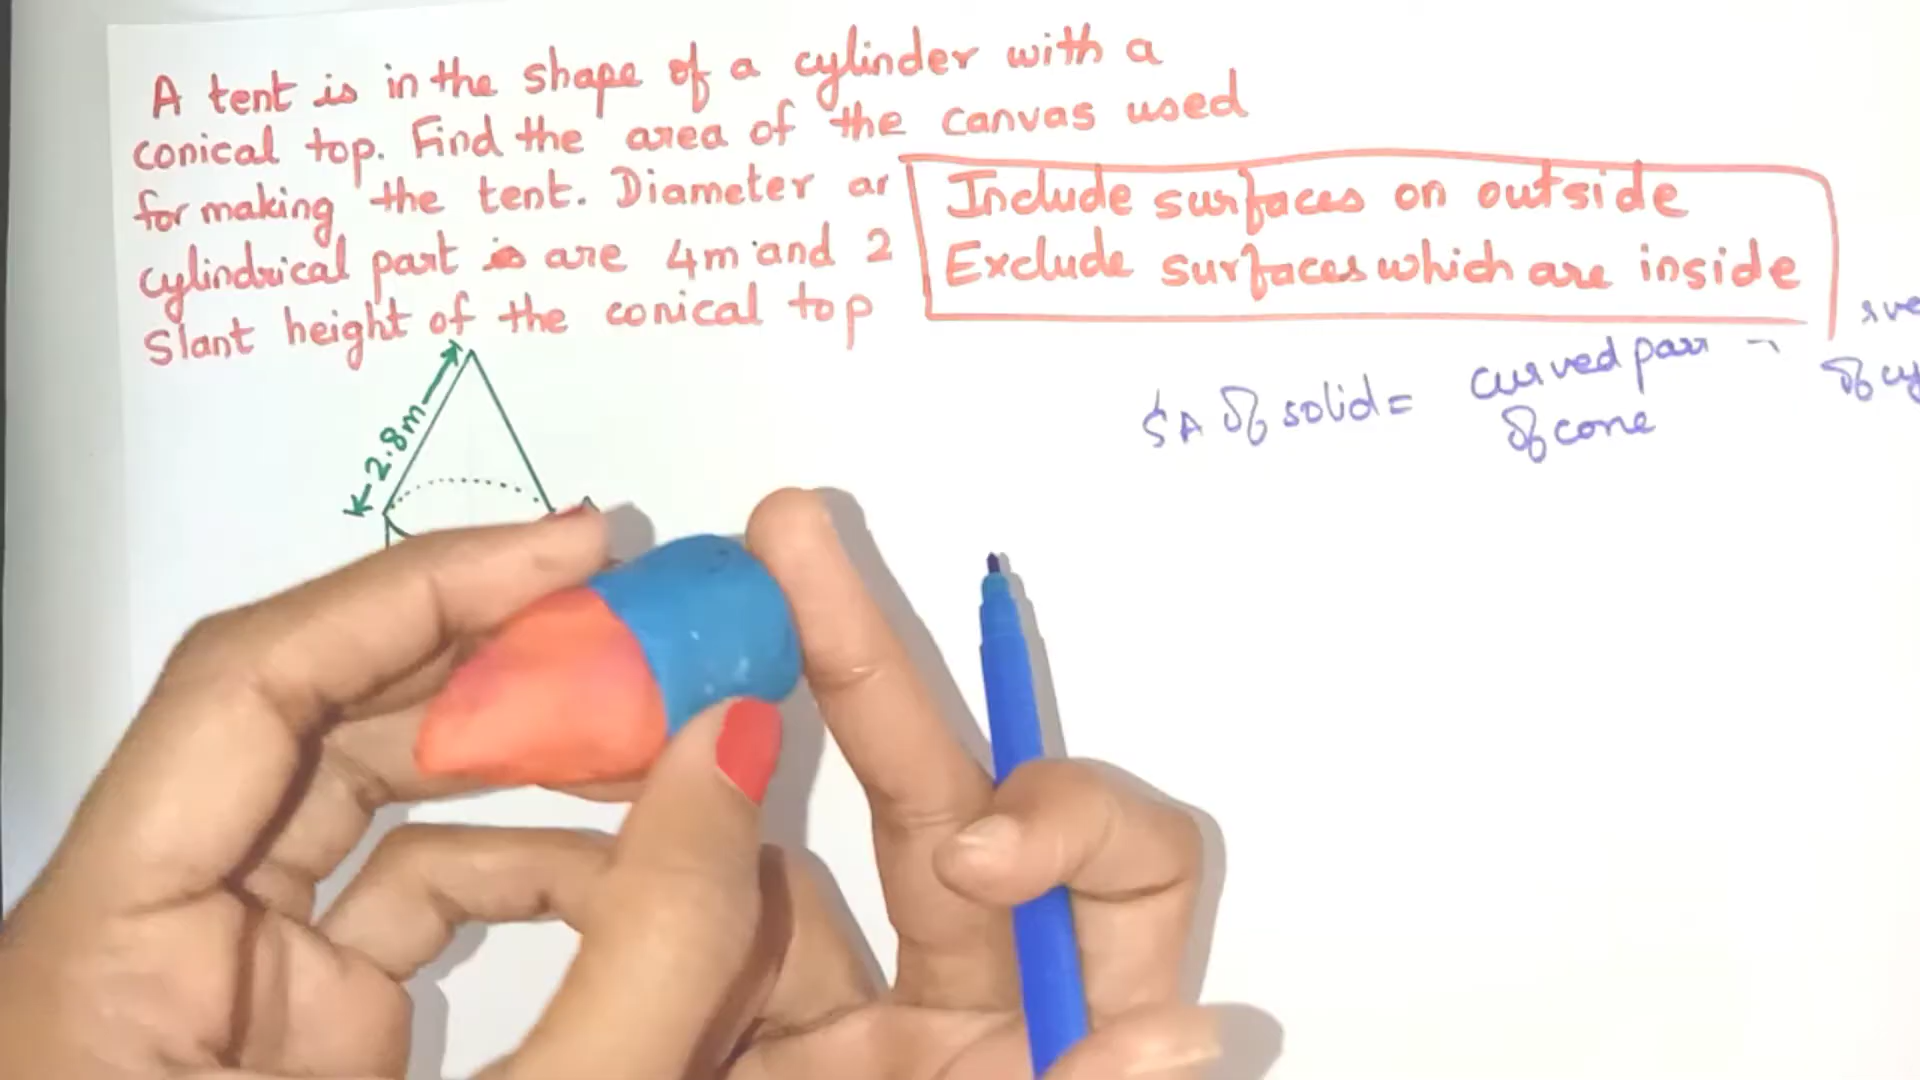 A tent is in the shape of a cylinder with a
conical top. Find the area of the canvas used
for making the tent. Diameter
cylindrical part is are 4m and 2
Slant height of the conical top
Include surfaces on outside
Exclude surfaces which are inside
2.8m
SA of solid = curved part
of cone